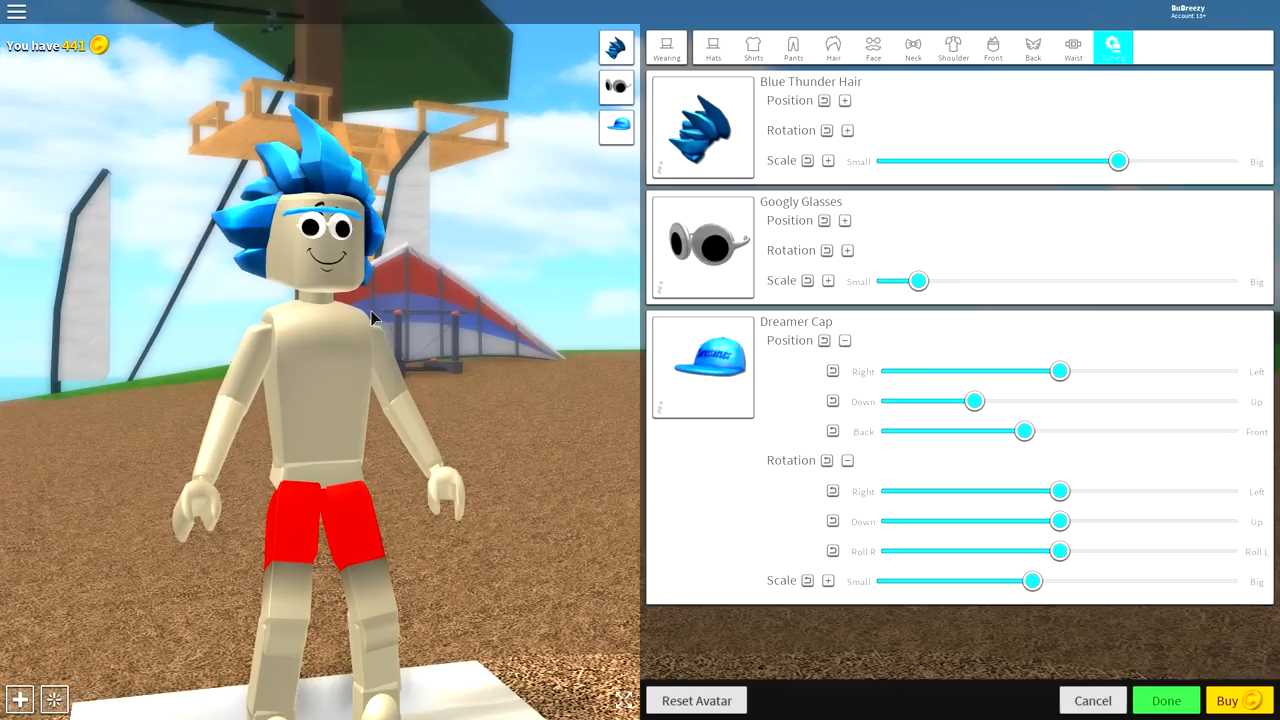 BuBreezy
Account: 13+
You have 441
Wearing
Hats
Shirts
Pants
Hair
Face
Neck
Shoulder
Front
Back
Waist
Blue Thunder Hair
Position
Rotation
Scale
Small
Big
Googly Glasses
Position
Rotation
Scale
Small
Big
Dreamer Cap
Position
Right
Left
Down
Up
Back
Front
Rotation
Right
Left
Down
Up
Roll R
Roll L
Scale
Small
Big
Reset Avatar
Cancel
Done
Buy